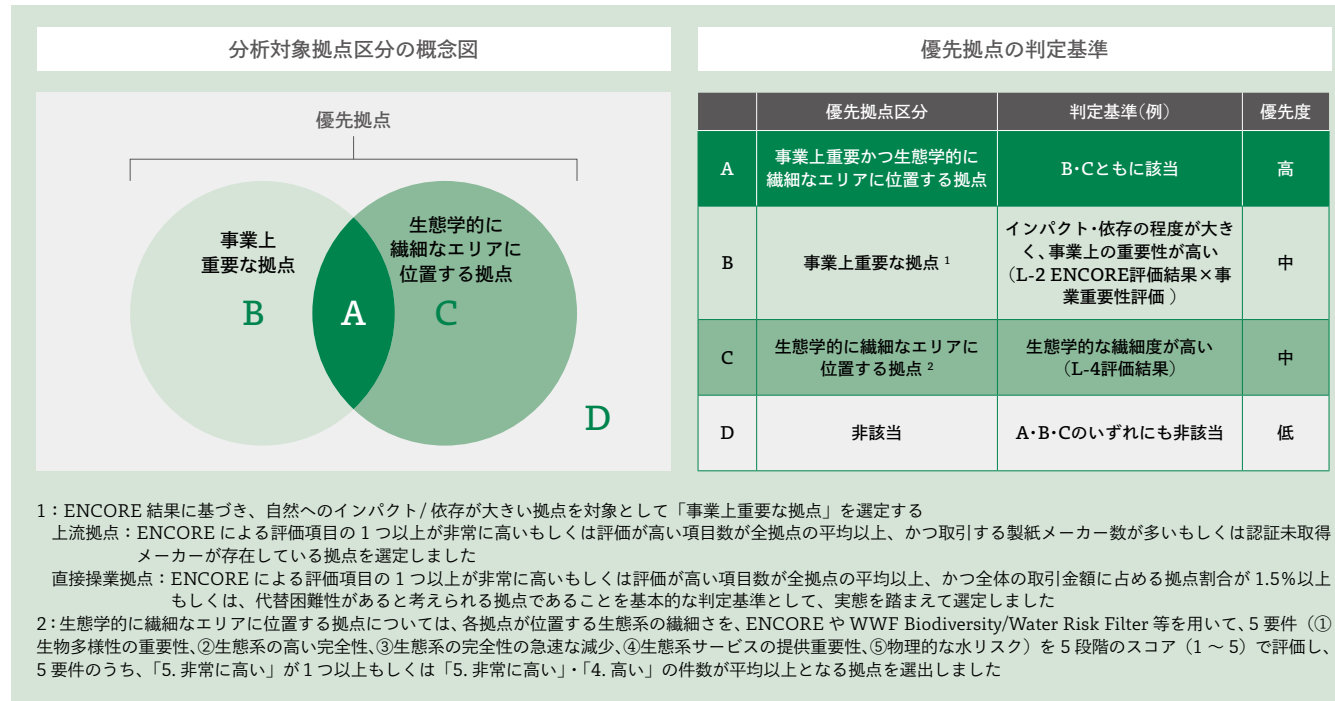 分析対象拠点区分の概念図
優先拠点
事業上
重要な拠点
B
A
生態学的に
繊細なエリアに
位置する拠点
C
D
優先拠点の判定基準
優先拠点区分 判定基準(例) 優先度
A 事業上重要かつ生態学的に
繊細なエリアに位置する拠点 B・Cともに該当 高
B 事業上重要な拠点 1 インパクト・依存の程度が大き
く、事業上の重要性が高い
(L-2 ENCORE評価結果×事
業重要性評価 ) 中
C 生態学的に繊細なエリアに
位置する拠点 2 生態学的な繊細度が高い
(L-4評価結果) 中
D 非該当 A・B・Cのいずれにも非該当 低
1：ENCORE 結果に基づき、自然へのインパクト/ 依存が大きい拠点を対象として「事業上重要な拠点」を選定する
上流拠点：ENCORE による評価項目の 1 つ以上が非常に高いもしくは評価が高い項目数が全拠点の平均以上、かつ取引する製紙メーカー数が多いもしくは認証未取得
メーカーが存在している拠点を選定しました
直接操業拠点：ENCORE による評価項目の 1 つ以上が非常に高いもしくは評価が高い項目数が全拠点の平均以上、かつ全体の取引金額に占める拠点割合が 1.5％以上
もしくは、代替困難性があると考えられる拠点であることを基本的な判定基準として、実態を踏まえて選定しました
2：生態学的に繊細なエリアに位置する拠点については、各拠点が位置する生態系の繊細さを、ENCORE や WWF Biodiversity/Water Risk Filter 等を用いて、5 要件（①
生物多様性の重要性、②生態系の高い完全性、③生態系の完全性の急速な減少、④生態系サービスの提供重要性、⑤物理的な水リスク）を 5 段階のスコア（1 ～ 5）で評価し、
5 要件のうち、「5. 非常に高い」が 1 つ以上もしくは「5. 非常に高い」・「4. 高い」の件数が平均以上となる拠点を選出しました